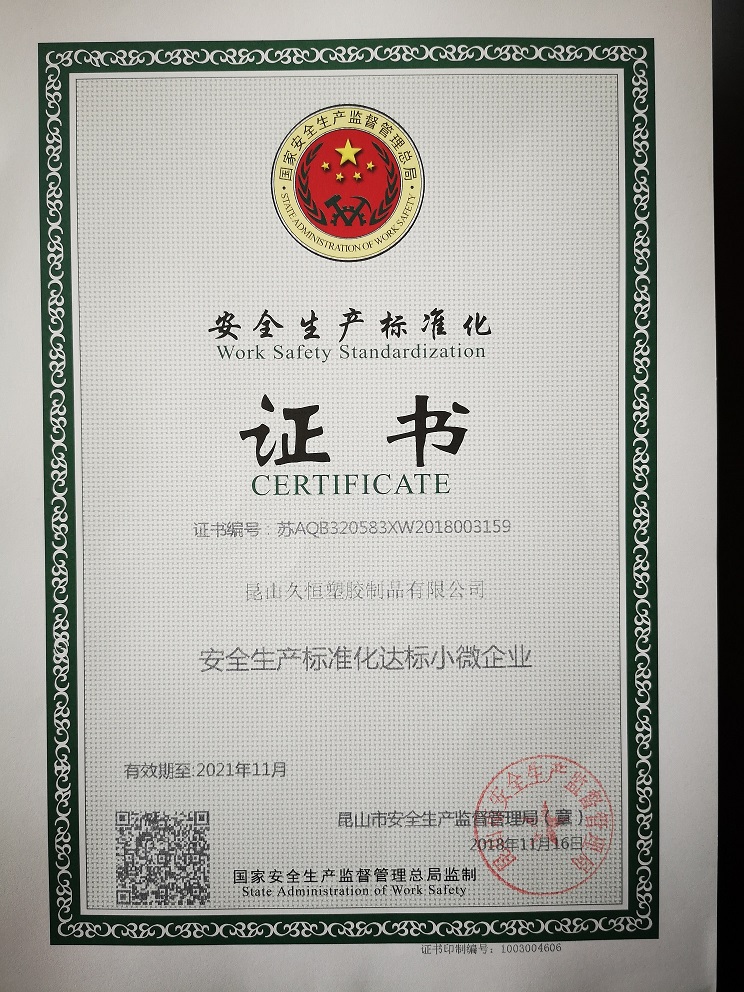 国家安全生产监督管理总局
STATE ADMINISTRATION OF WORK SAFETY
安全生产标准化
Work Safety Standardization
证书
CERTIFICATE
证书编号：苏AQB320583XW2018003159
昆山久恒塑胶制品有限公司
安全生产标准化达标小微企业
有效期至:2021年11月
昆山市安全生产监督管理局（章）
2018年11月16日
国家安全生产监督管理总局监制
State Administration of Work Safety
证书印制编号：1003004606